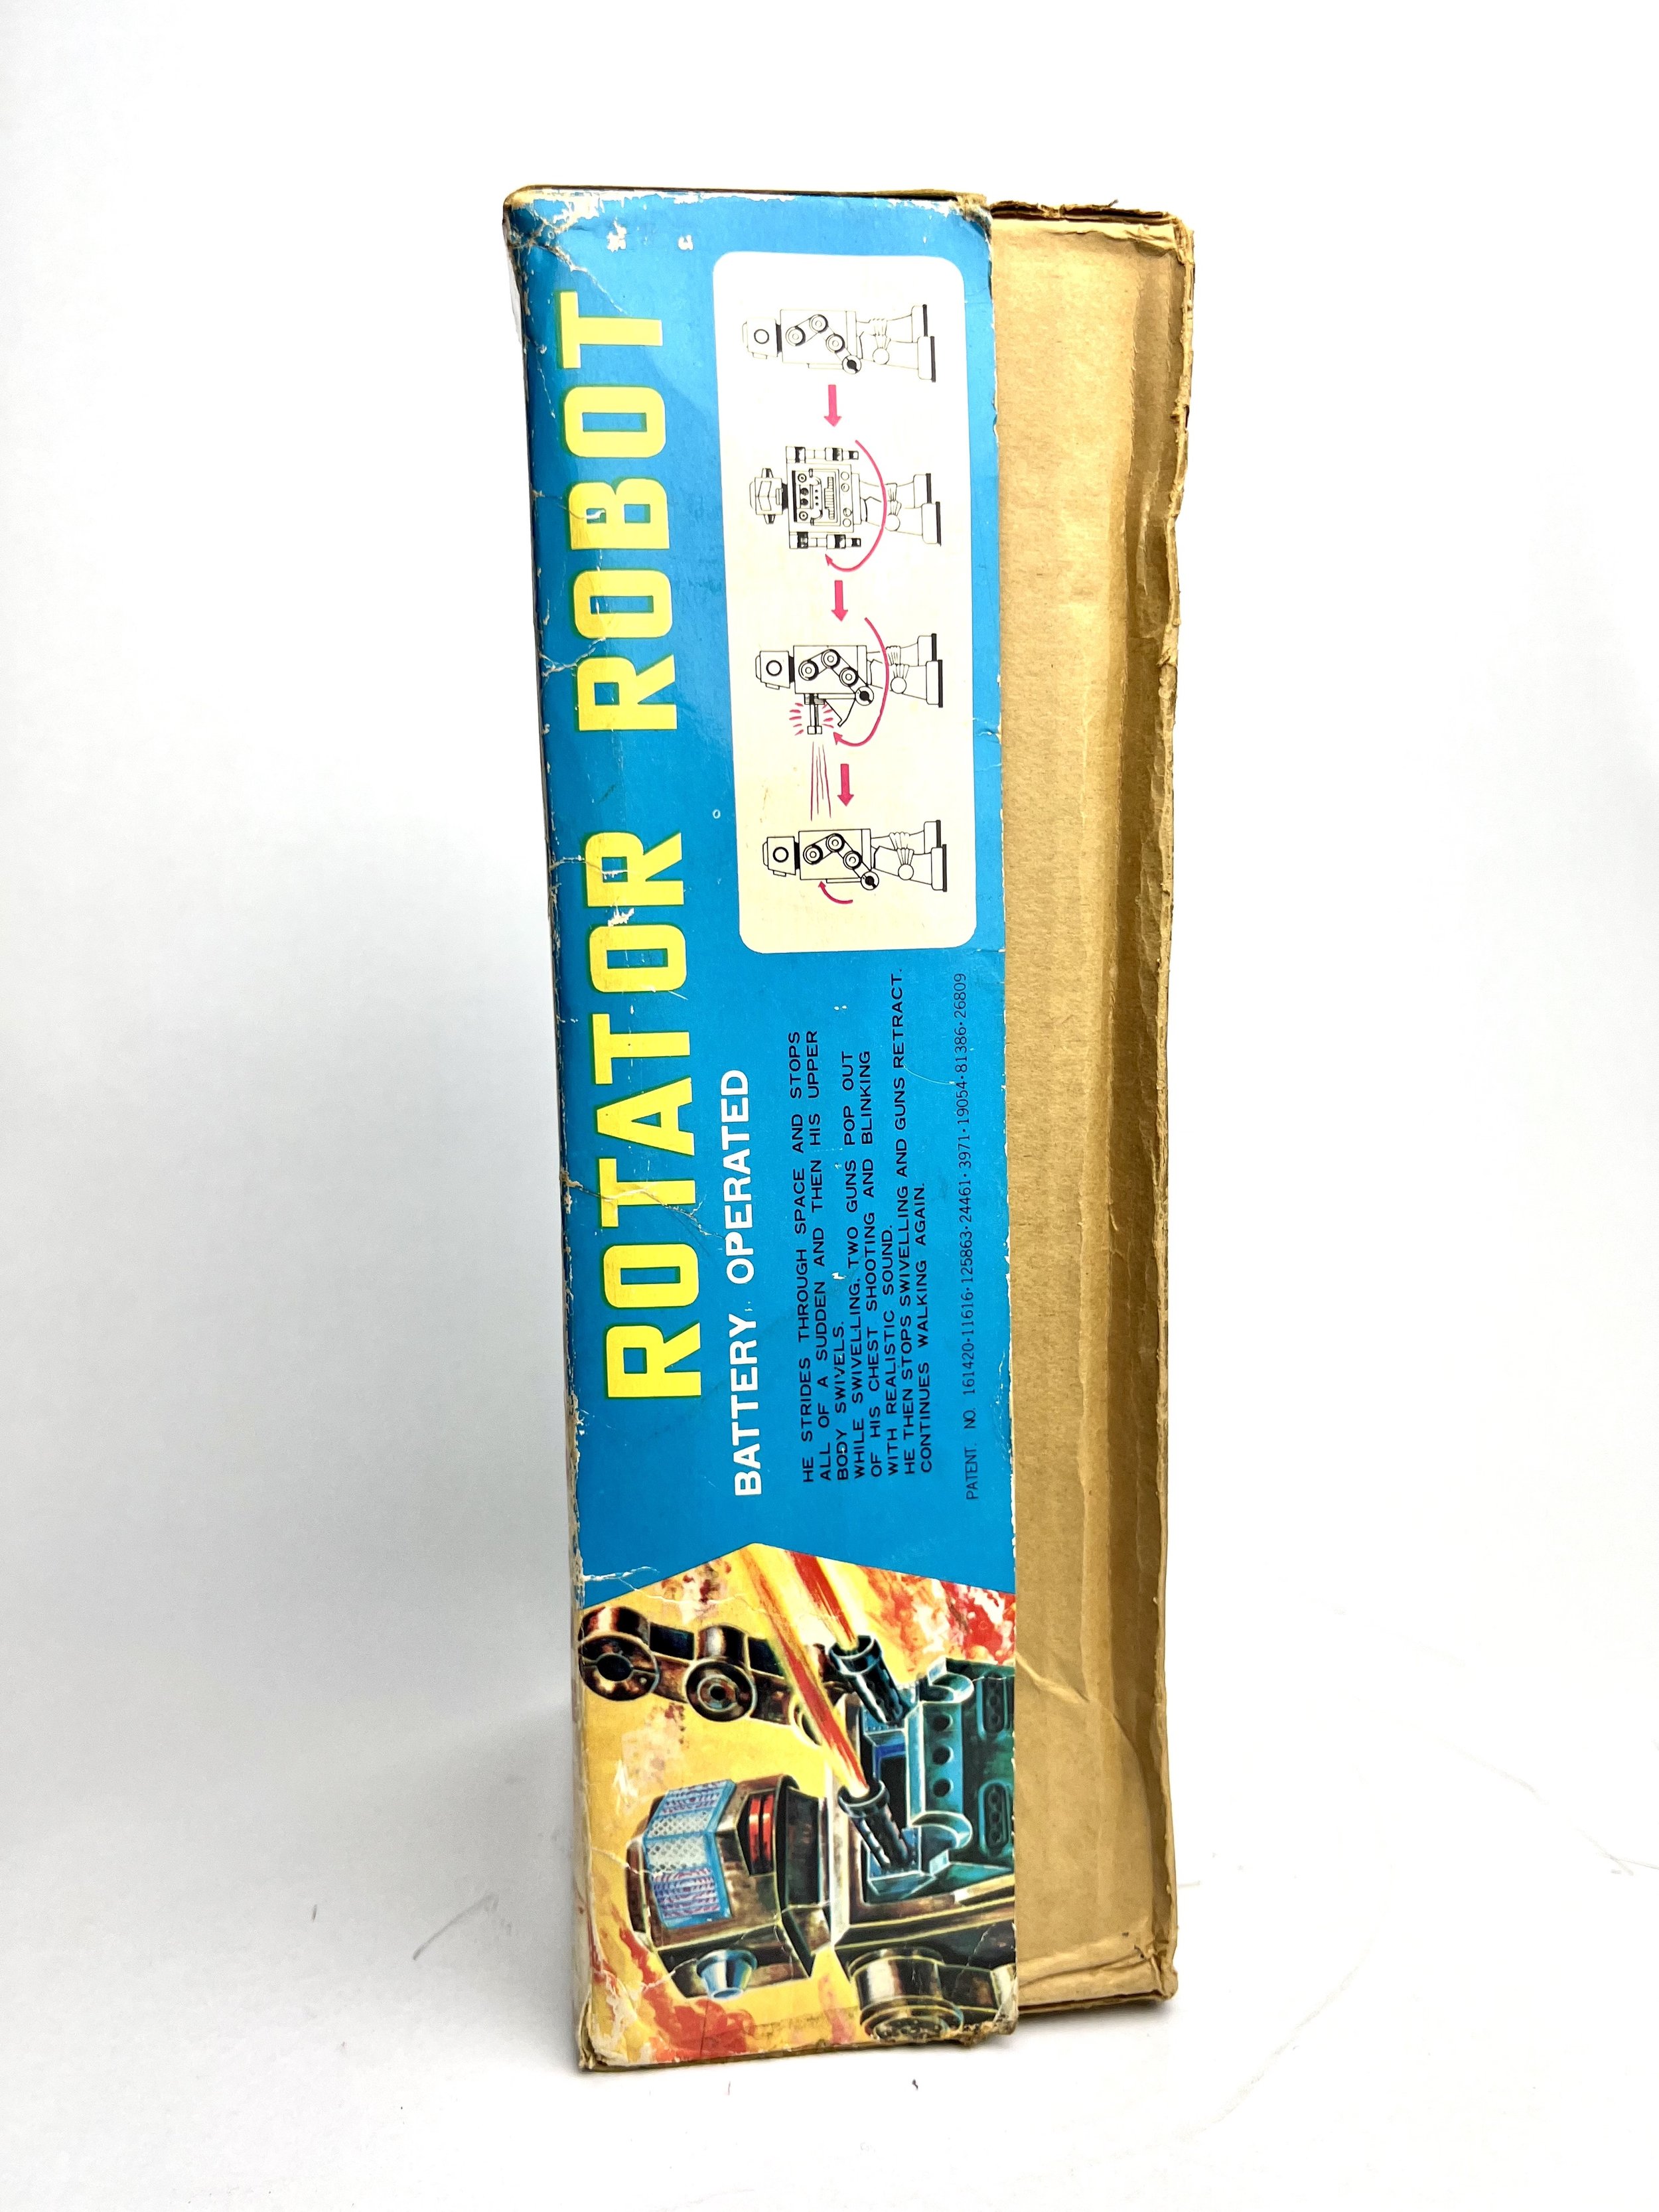 ROTATOR ROBOT
BATTERY OPERATED
HE STRIDES THROUGH SPACE AND STOPS
ALL OF A SUDDEN AND THEN HIS UPPER
BODY SWIVELS.
WHILE SWIVELLING, TWO GUNS POP OUT
OF HIS CHEST SHOOTING AND BLINKING
WITH REALISTIC SOUND.
HE THEN STOPS SWIVELLING AND GUNS RETRACT.
CONTINUES WALKING AGAIN.
PATENT. NO. 161420·11616·125863·24461·3971·19054·81386·26809